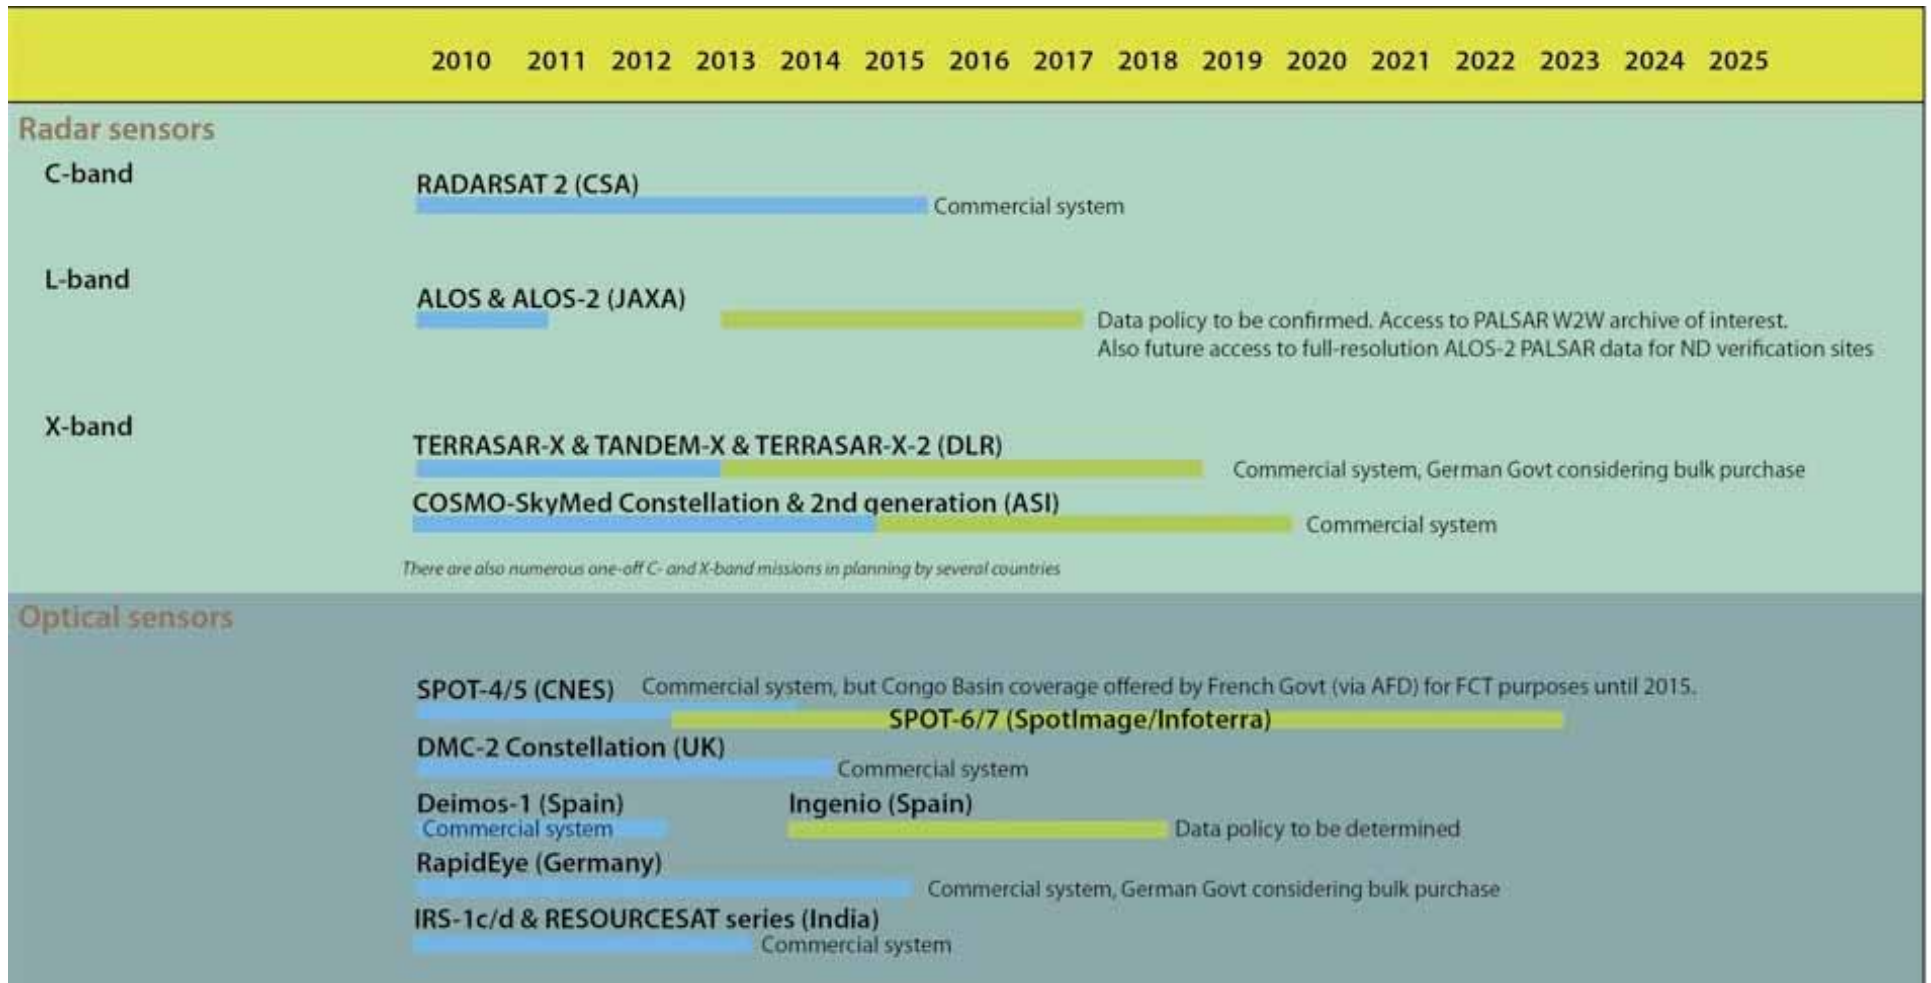 2010 2011 2012 2013 2014 2015 2016 2017 2018 2019 2020 2021 2022 2023 2024 2025
Radar sensors
C-band
RADARSAT 2 (CSA)
Commercial system
L-band
ALOS & ALOS-2 (JAXA)
Data policy to be confirmed. Access to PALSAR W2W archive of interest.
Also future access to full-resolution ALOS-2 PALSAR data for ND verification sites
X-band
TERRASAR-X & TANDEM-X & TERRASAR-X-2 (DLR)
Commercial system, German Govt considering bulk purchase
COSMO-SkyMed Constellation & 2nd generation (ASI)
Commercial system
There are also numerous one-off C- and X-band missions in planning by several countries
Optical sensors
SPOT-4/5 (CNES) Commercial system, but Congo Basin coverage offered by French Govt (via AFD) for FCT purposes until 2015.
SPOT-6/7 (SpotImage/Infoterra)
DMC-2 Constellation (UK)
Commercial system
Deimos-1 (Spain) Ingenio (Spain)
Commercial system Data policy to be determined
RapidEye (Germany)
Commercial system, German Govt considering bulk purchase
IRS-1c/d & RESOURCESAT series (India)
Commercial system